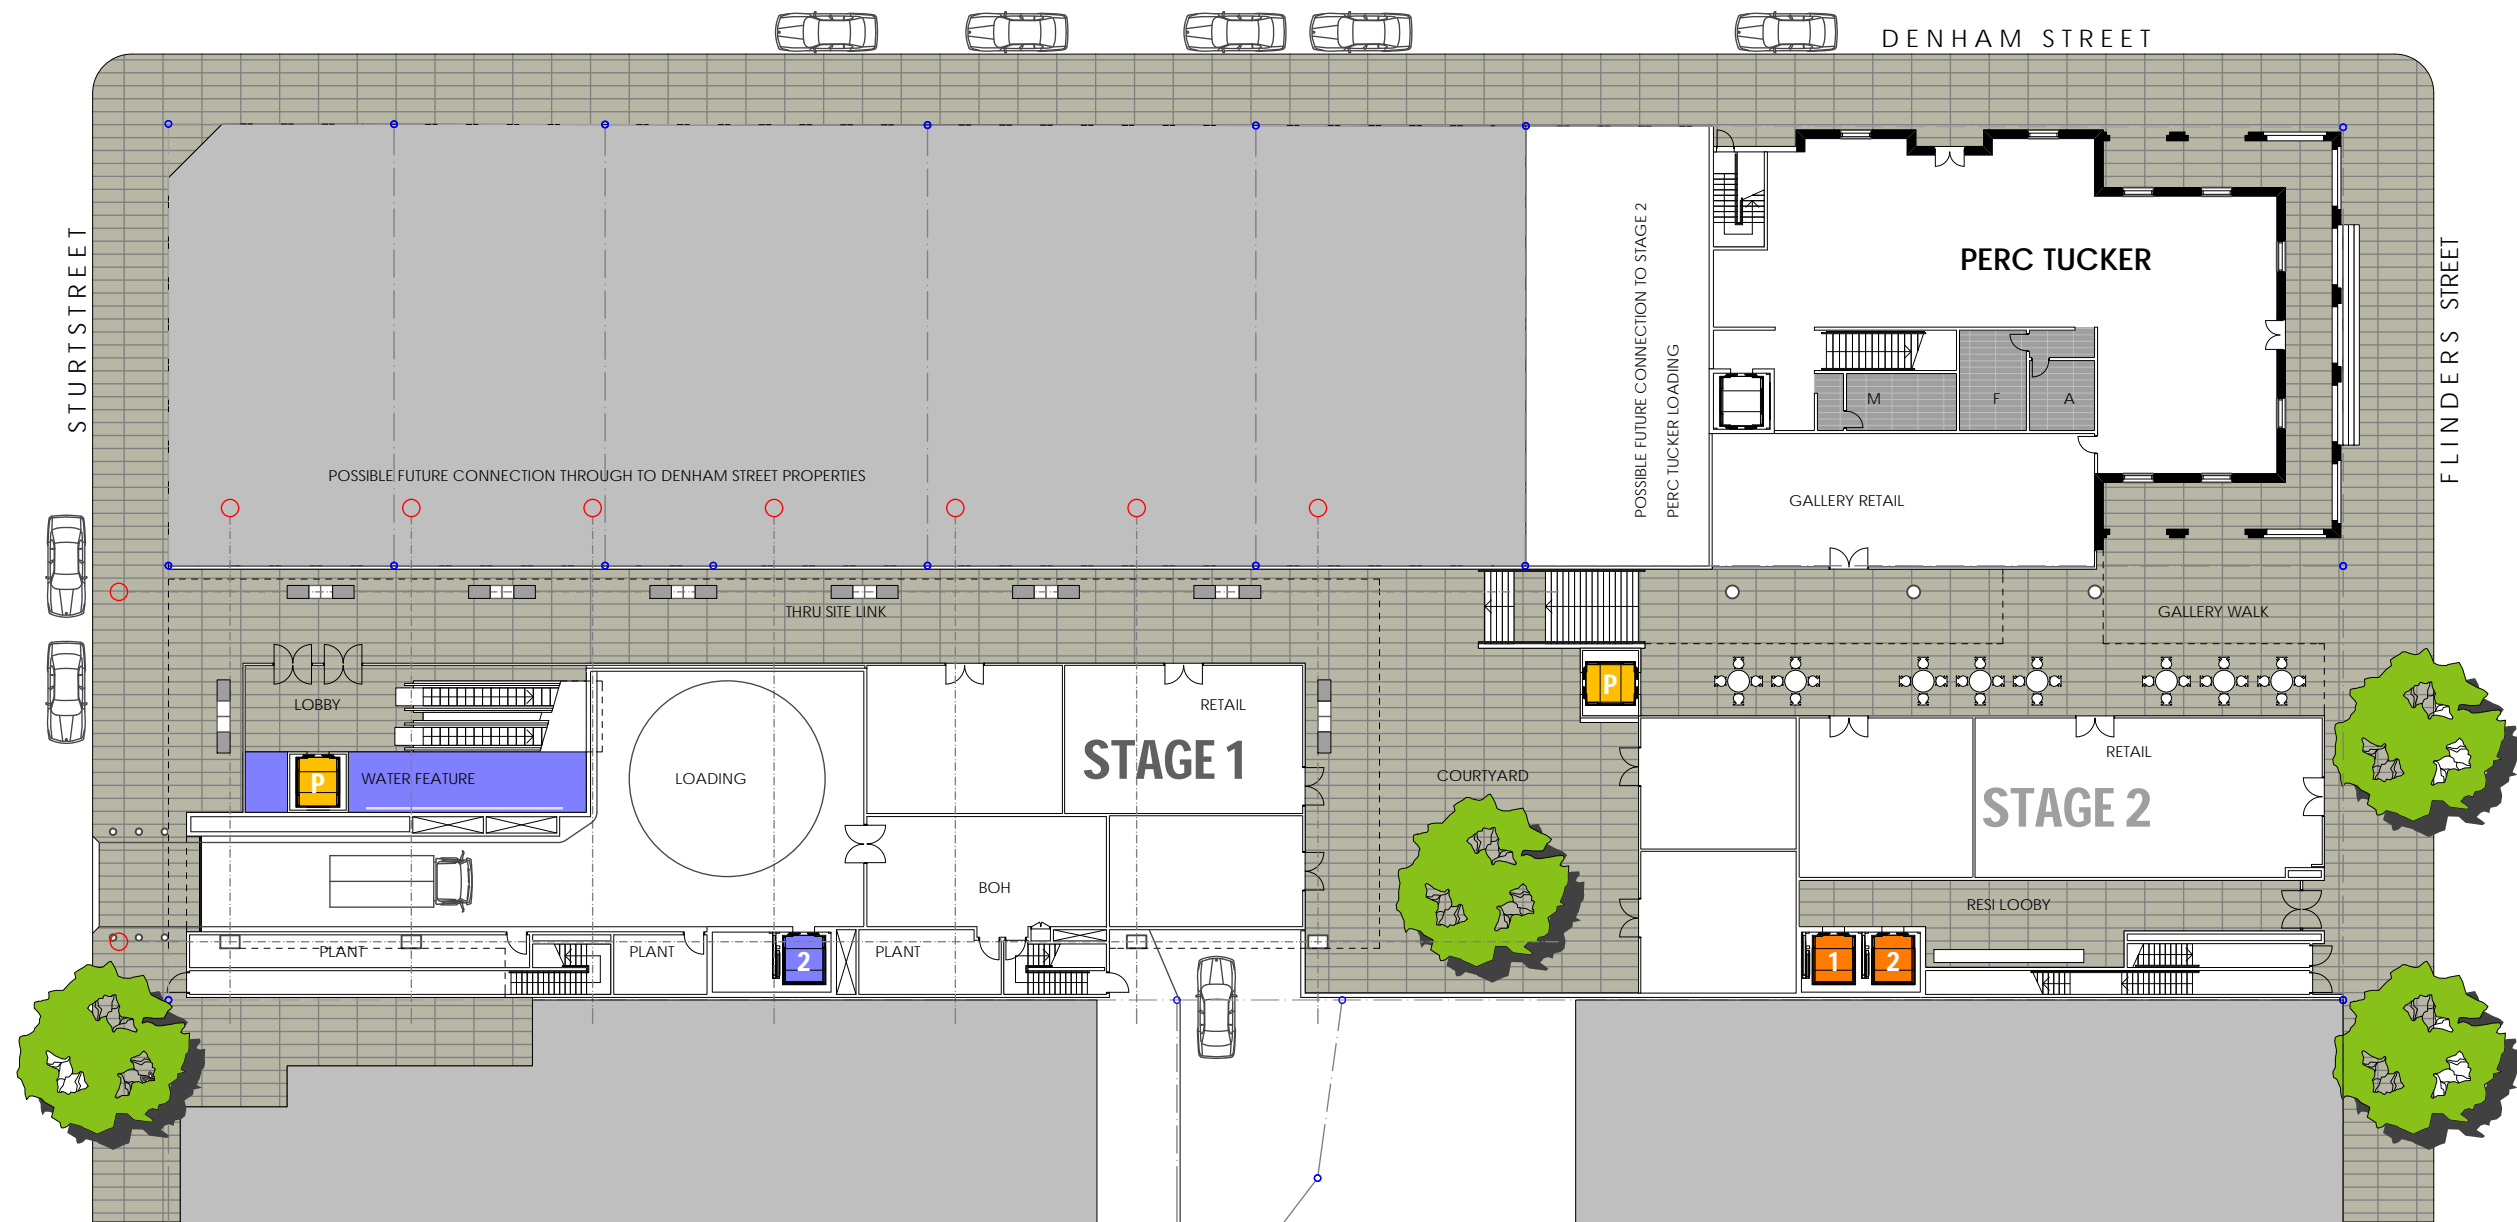 DENHAM STREET
STURT STREET
FLINDERS STREET
PERC TUCKER
POSSIBLE FUTURE CONNECTION TO STAGE 2
PERC TUCKER LOADING
M
F
A
POSSIBLE FUTURE CONNECTION THROUGH TO DENHAM STREET PROPERTIES
GALLERY RETAIL
THRU SITE LINK
GALLERY WALK
LOBBY
RETAIL
P
STAGE 1
RETAIL
P
WATER FEATURE
LOADING
COURTYARD
STAGE 2
BOH
RESI LOOBY
PLANT
PLANT
2
PLANT
1
2